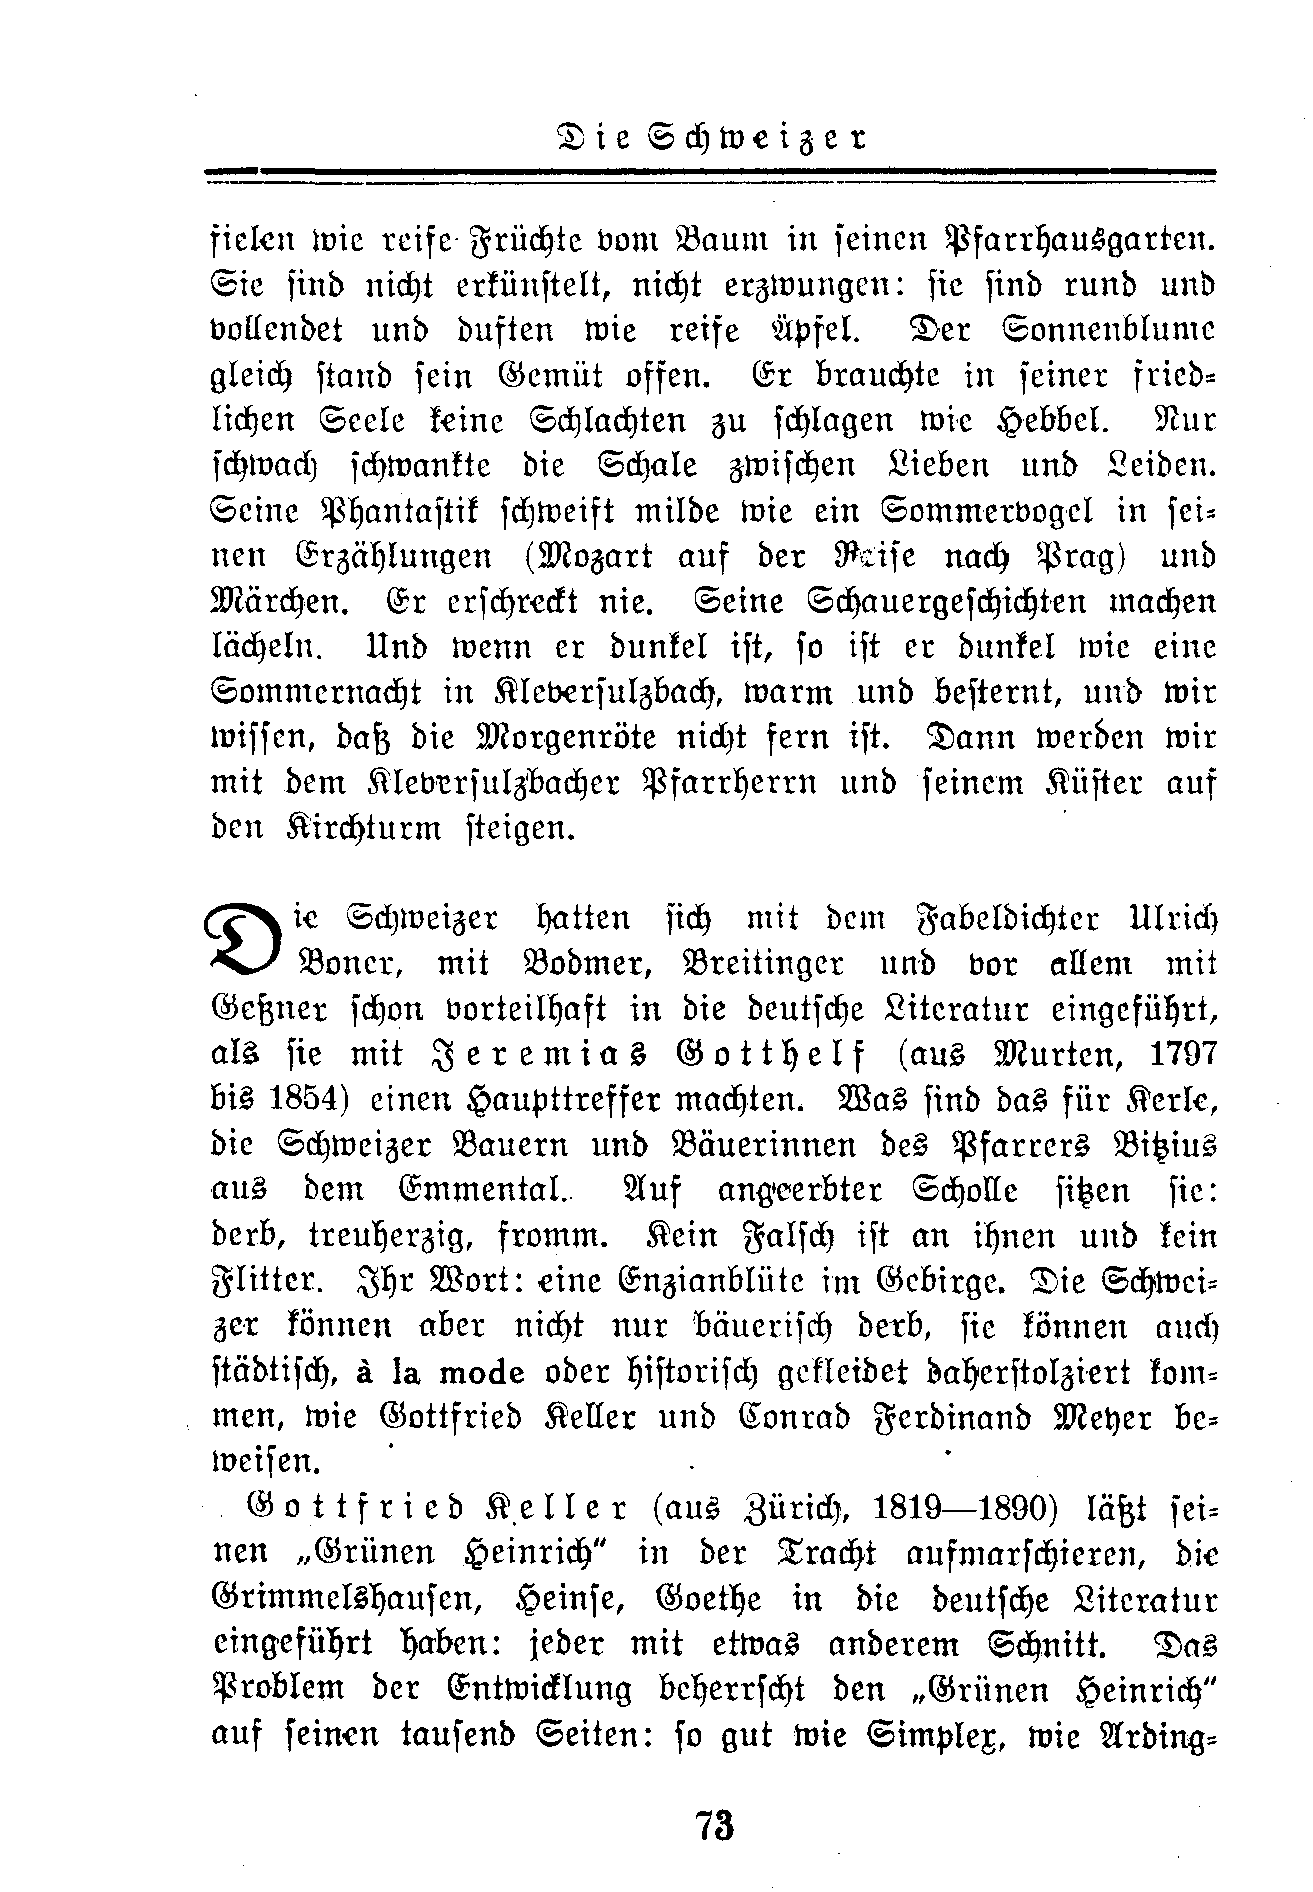 Die Schweizer
fielen wie reife Früchte vom Baum in seinen Pfarrhausgarten.
Sie sind nicht erkünstelt, nicht erzwungen: sie sind rund und
vollendet und duften wie reife Äpfel. Der Sonnenblume
gleich stand sein Gemüt offen. Er brauchte in seiner fried-
lichen Seele keine Schlachten zu schlagen wie Hebbel. Nur
schwach schwankte die Schale zwischen Lieben und Leiden.
Seine Phantastik schweift milde wie ein Sommervogel in sei-
nen Erzählungen (Mozart auf der Reise nach Prag) und
Märchen. Er erschreckt nie. Seine Schauergeschichten machen
lächeln. Und wenn er dunkel ist, so ist er dunkel wie eine
Sommernacht in Kleversulzbach, warm und besternt, und wir
wissen, daß die Morgenröte nicht fern ist. Dann werden wir
mit dem Kleversulzbacher Pfarrherrn und seinem Küster auf
den Kirchturm steigen.
Die Schweizer hatten sich mit dem Fabeldichter Ulrich
Boner, mit Bodmer, Breitinger und vor allem mit
Geßner schon vorteilhaft in die deutsche Literatur eingeführt,
als sie mit Jeremias Gotthelf (aus Murten, 1797
bis 1854) einen Haupttreffer machten. Was sind das für Kerle,
die Schweizer Bauern und Bäuerinnen des Pfarrers Bitzius
aus dem Emmental. Auf angeerbter Scholle sitzen sie:
derb, treuherzig, fromm. Kein Falsch ist an ihnen und kein
Flitter. Ihr Wort: eine Enzianblüte im Gebirge. Die Schwei-
zer können aber nicht nur bäuerisch derb, sie können auch
städtisch, à la mode oder historisch gekleidet daherstolziert kom-
men, wie Gottfried Keller und Conrad Ferdinand Meyer be-
weisen.
Gottfried Keller (aus Zürich, 1819—1890) läßt sei-
nen „Grünen Heinrich“ in der Tracht aufmarschieren, die
Grimmelshausen, Heinse, Goethe in die deutsche Literatur
eingeführt haben: jeder mit etwas anderem Schnitt. Das
Problem der Entwicklung beherrscht den „Grünen Heinrich“
auf seinen tausend Seiten: so gut wie Simplex, wie Arding-
73